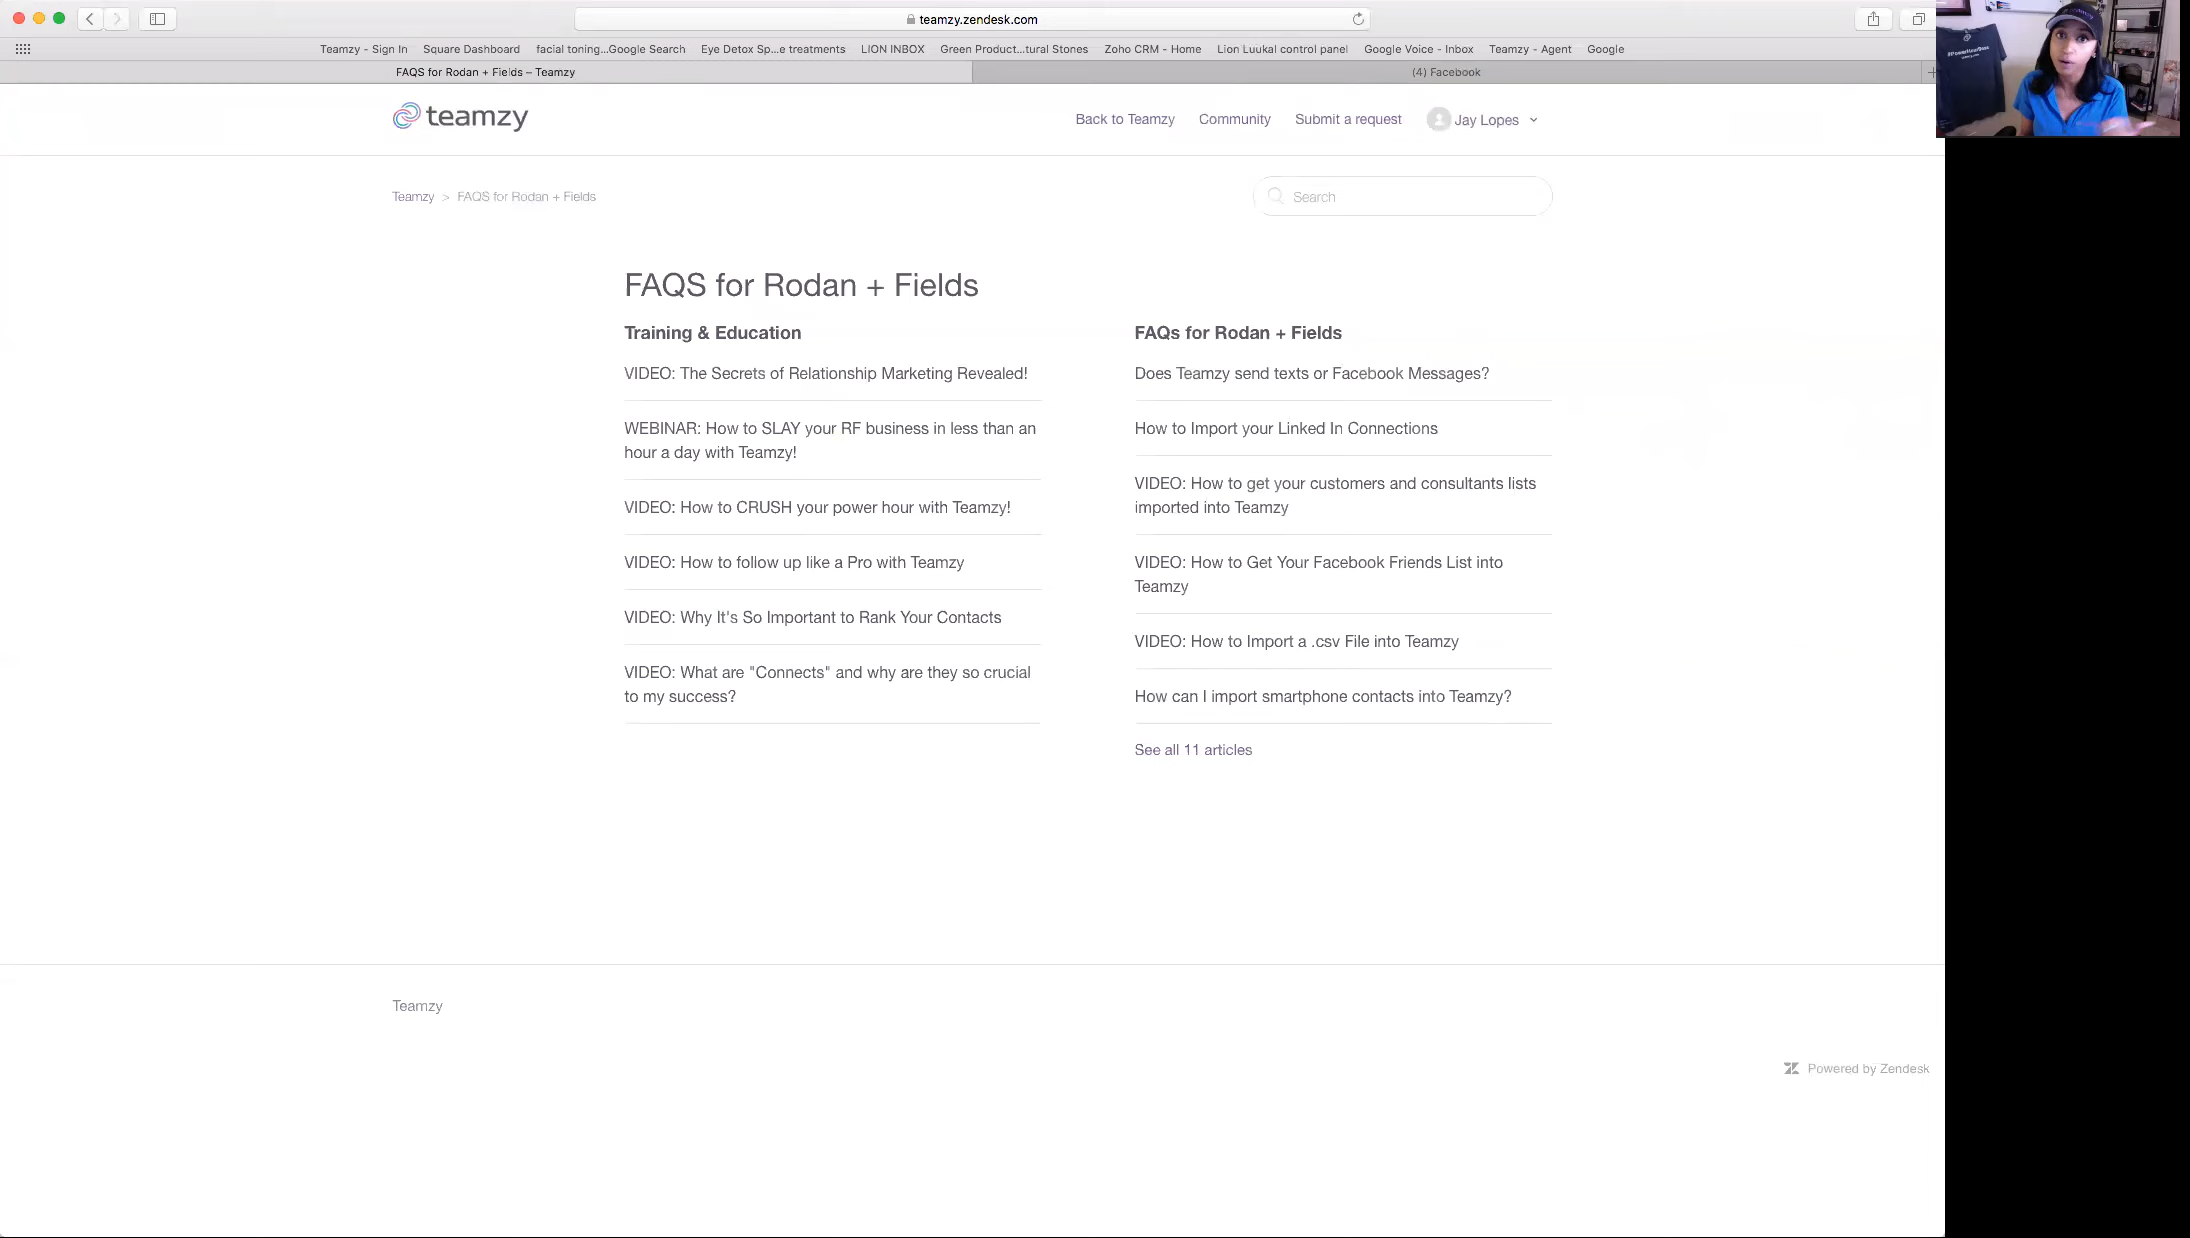 teamzy.zendesk.com
Teamzy - Sign In Square Dashboard facial toning...Google Search Eye Detox Sp...e treatments LION INBOX Green Product...tural Stones Zoho CRM - Home Lion Luukal control panel Google Voice - Inbox Teamzy - Agent Google
FAQS for Rodan + Fields – Teamzy (4) Facebook
teamzy
Back to Teamzy Community Submit a request Jay Lopes
Teamzy > FAQS for Rodan + Fields
Search
FAQS for Rodan + Fields
Training & Education
VIDEO: The Secrets of Relationship Marketing Revealed!
WEBINAR: How to SLAY your RF business in less than an
hour a day with Teamzy!
VIDEO: How to CRUSH your power hour with Teamzy!
VIDEO: How to follow up like a Pro with Teamzy
VIDEO: Why It's So Important to Rank Your Contacts
VIDEO: What are "Connects" and why are they so crucial
to my success?
FAQs for Rodan + Fields
Does Teamzy send texts or Facebook Messages?
How to Import your Linked In Connections
VIDEO: How to get your customers and consultants lists
imported into Teamzy
VIDEO: How to Get Your Facebook Friends List into
Teamzy
VIDEO: How to Import a .csv File into Teamzy
How can I import smartphone contacts into Teamzy?
See all 11 articles
Teamzy
Powered by Zendesk